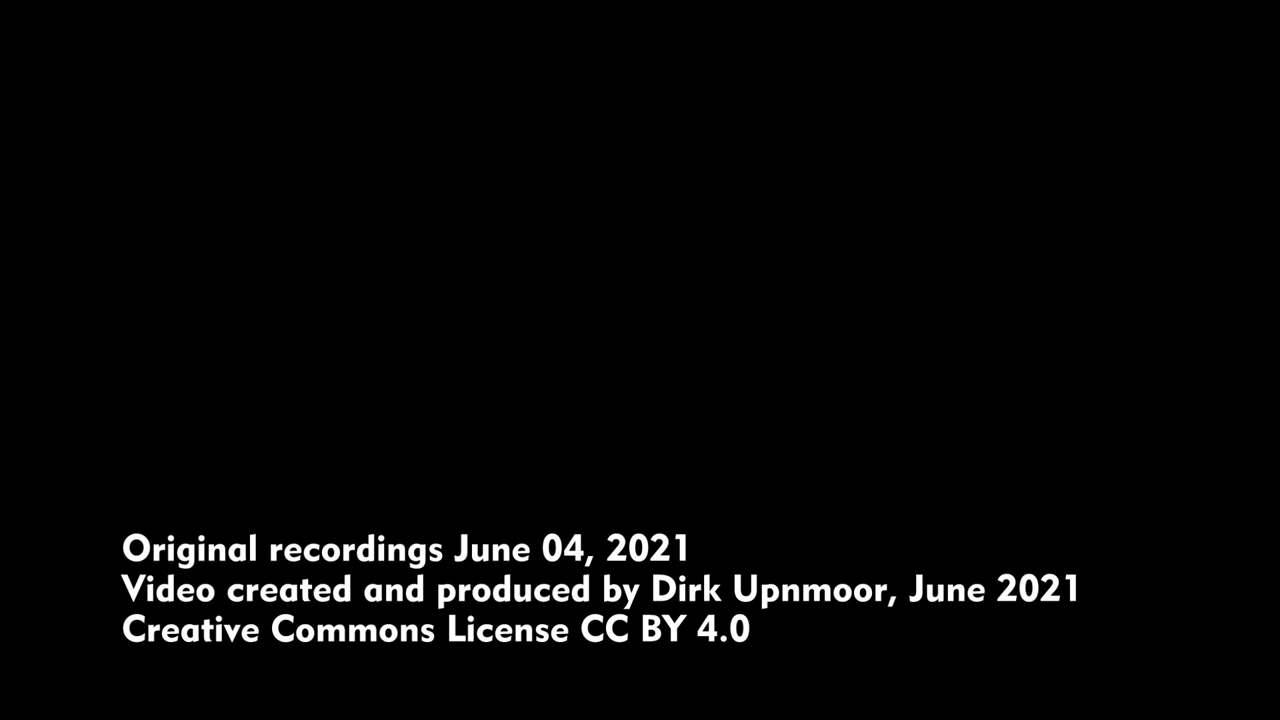 Original recordings June 04, 2021
Video created and produced by Dirk Upnmoor, June 2021
Creative Commons License CC BY 4.0